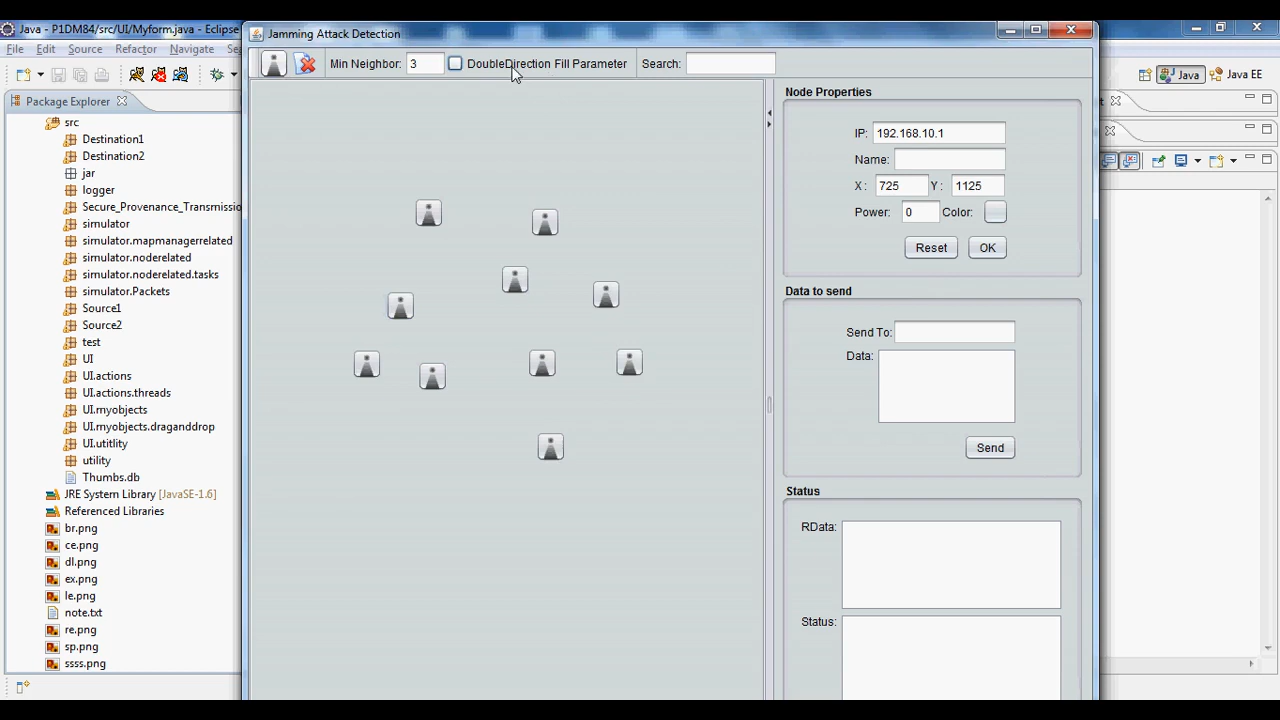 Java - P1DM84/src/UI/Myform.java - Eclipse
File Edit Source Refactor Navigate Se
Package Explorer
src
Destination1
Destination2
jar
logger
Secure_Provenance_Transmissio
simulator
simulator.mapmanagerrelated
simulator.noderelated
simulator.noderelated.tasks
simulator.Packets
Source1
Source2
test
UI
UI.actions
UI.actions.threads
UI.myobjects
UI.myobjects.draganddrop
UI.utitlity
utility
Thumbs.db
JRE System Library [JavaSE-1.6]
Referenced Libraries
br.png
ce.png
dl.png
ex.png
le.png
note.txt
re.png
sp.png
ssss.png
Jamming Attack Detection
Min Neighbor: 3 DoubleDirection Fill Parameter Search:
Node Properties
IP: 192.168.10.1
Name:
X : 725 Y : 1125
Power: 0 Color:
Reset OK
Data to send
Send To:
Data:
Send
Status
RData:
Status:
Java Java EE